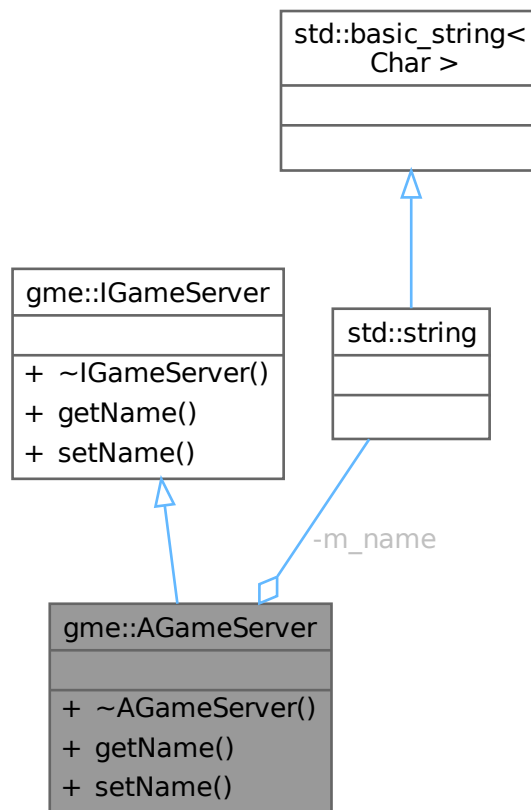 std::basic_string<
Char >
gme::IGameServer
+ ~IGameServer()
+ getName()
+ setName()
std::string
-m_name
gme::AGameServer
+ ~AGameServer()
+ getName()
+ setName()